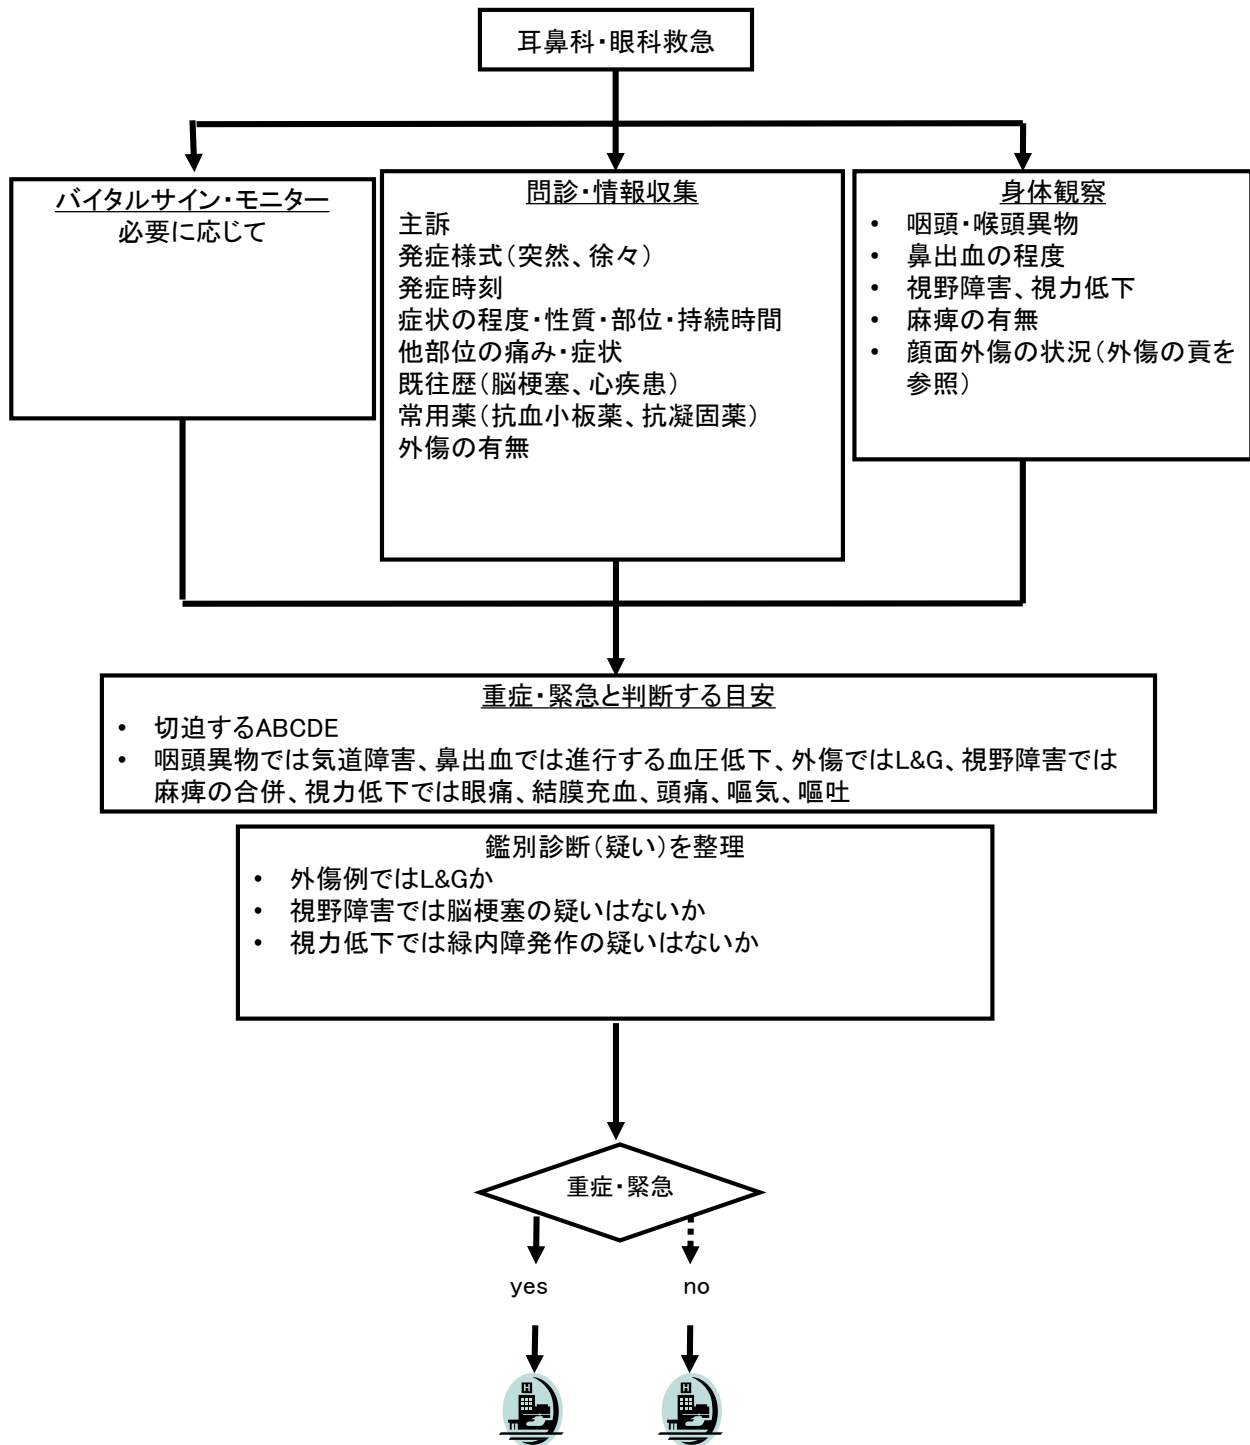 耳鼻科・眼科救急
バイタルサイン・モニター
必要に応じて
問診・情報収集
主訴
発症様式（突然、徐々）
発症時刻
症状の程度・性質・部位・持続時間
他部位の痛み・症状
既往歴（脳梗塞、心疾患）
常用薬（抗血小板薬、抗凝固薬）
外傷の有無
身体観察
• 咽頭・喉頭異物
• 鼻出血の程度
• 視野障害、視力低下
• 麻痺の有無
• 顔面外傷の状況（外傷の貢を
参照）
重症・緊急と判断する目安
• 切迫するABCDE
• 咽頭異物では気道障害、鼻出血では進行する血圧低下、外傷ではL&G、視野障害では
麻痺の合併、視力低下では眼痛、結膜充血、頭痛、嘔気、嘔吐
鑑別診断（疑い）を整理
• 外傷例ではL&Gか
• 視野障害では脳梗塞の疑いはないか
• 視力低下では緑内障発作の疑いはないか
重症・緊急
yes
no
H
H